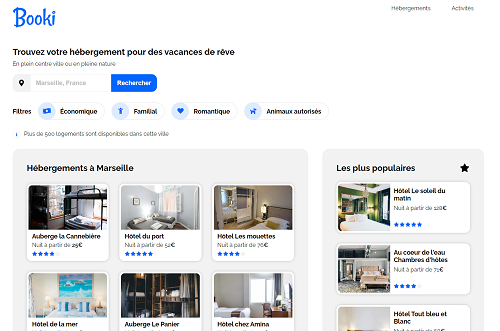 Booki
Hébergements
Activités
Trouvez votre hébergement pour des vacances de rêve
En plein centre ville ou en pleine nature
Marseille, France
Rechercher
Filtres
Économique
Familial
Romantique
Animaux autorisés
Plus de 500 logements sont disponibles dans cette ville
Hébergements à Marseille
Auberge la Cannebière
Nuit à partir de 25€
Hôtel du port
Nuit à partir de 52€
Hôtel Les mouettes
Nuit à partir de 76€
Hôtel de la mer
Auberge Le Panier
Hôtel chez Amina
Les plus populaires
Hôtel Le soleil du
matin
Nuit à partir de 128€
Au coeur de l'eau
Chambres d'hôtes
Nuit à partir de 71€
Hôtel Tout bleu et
Blanc